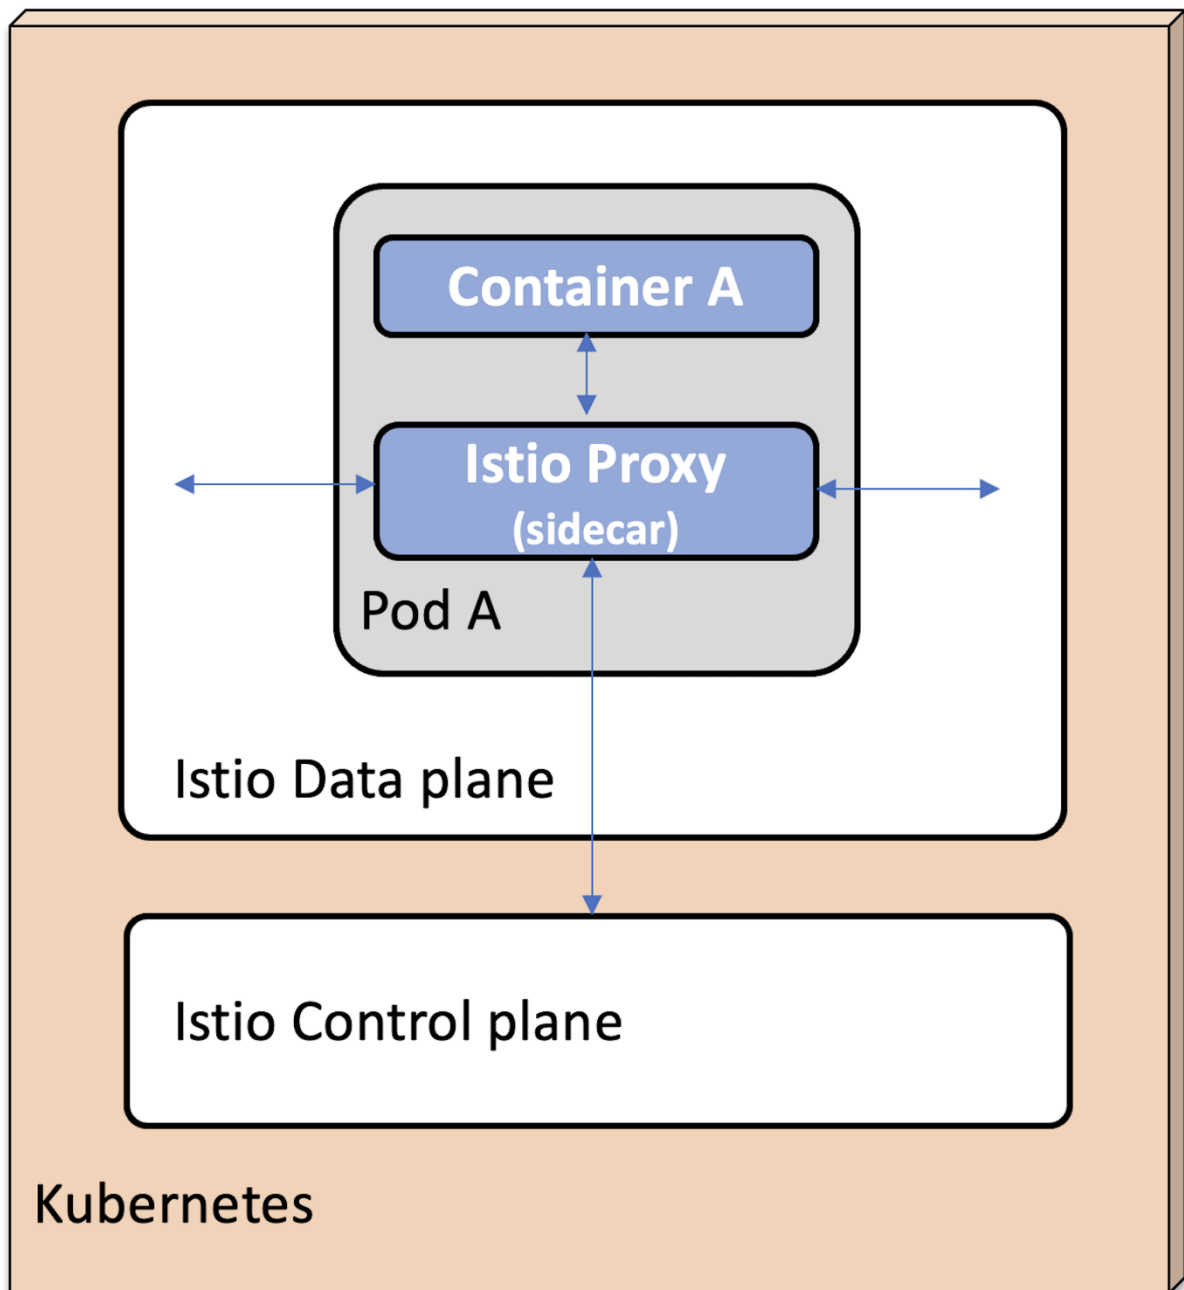 Container A
Istio Proxy
(sidecar)
Pod A
Istio Data plane
Istio Control plane
Kubernetes